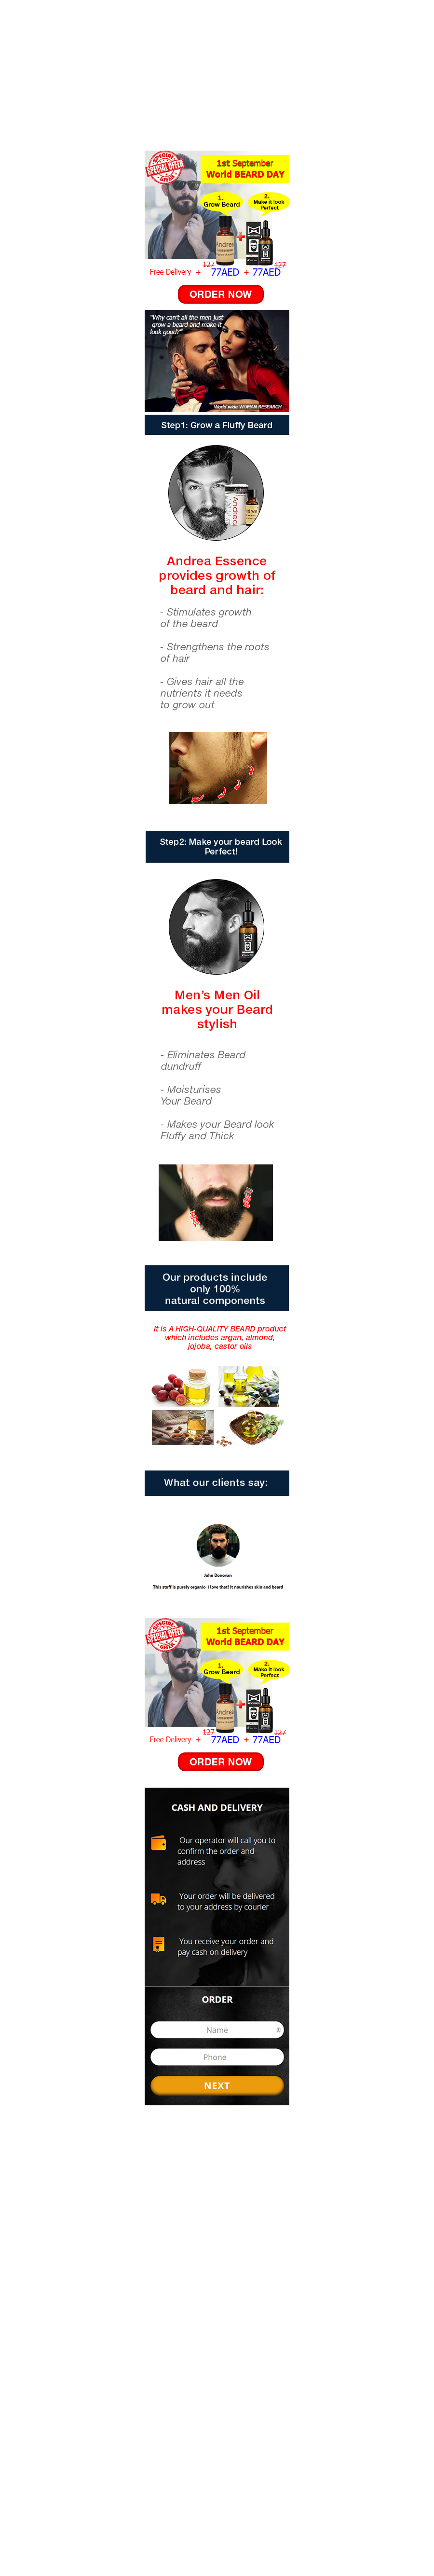 SPECIAL OFFER
OFFER
1st September
World BEARD DAY
1.
Grow Beard
2.
Make it look
Perfect
Andrea
127
127
Free Delivery + 77AED + 77AED
ORDER NOW
"Why can't all the men just
grow a beard and make it
look good?"
World wide WUMAN RESEARCH
Step1: Grow a Fluffy Beard
Andrea
Andrea
Andrea Essence
provides growth of
beard and hair:
- Stimulates growth
of the beard
- Strengthens the roots
of hair
- Gives hair all the
nutrients it needs
to grow out
Step2: Make your beard Look
Perfect!
Men's Men Oil
makes your Beard
stylish
- Eliminates Beard
dundruff
- Moisturises
Your Beard
- Makes your Beard look
Fluffy and Thick
Our products include
only 100%
natural components
It is A HIGH-QUALITY BEARD product
which includes argan, almond,
jojoba, castor oils
What our clients say:
John Donovan
This stuff is purely organic- i love that! It nourishes skin and beard
SPECIAL OFFER
OFFER
1st September
World BEARD DAY
1.
Grow Beard
2.
Make it look
Perfect
Andrea
127
127
Free Delivery + 77AED + 77AED
ORDER NOW
CASH AND DELIVERY
Our operator will call you to
confirm the order and
address
Your order will be delivered
to your address by courier
You receive your order and
pay cash on delivery
ORDER
Name
Phone
NEXT